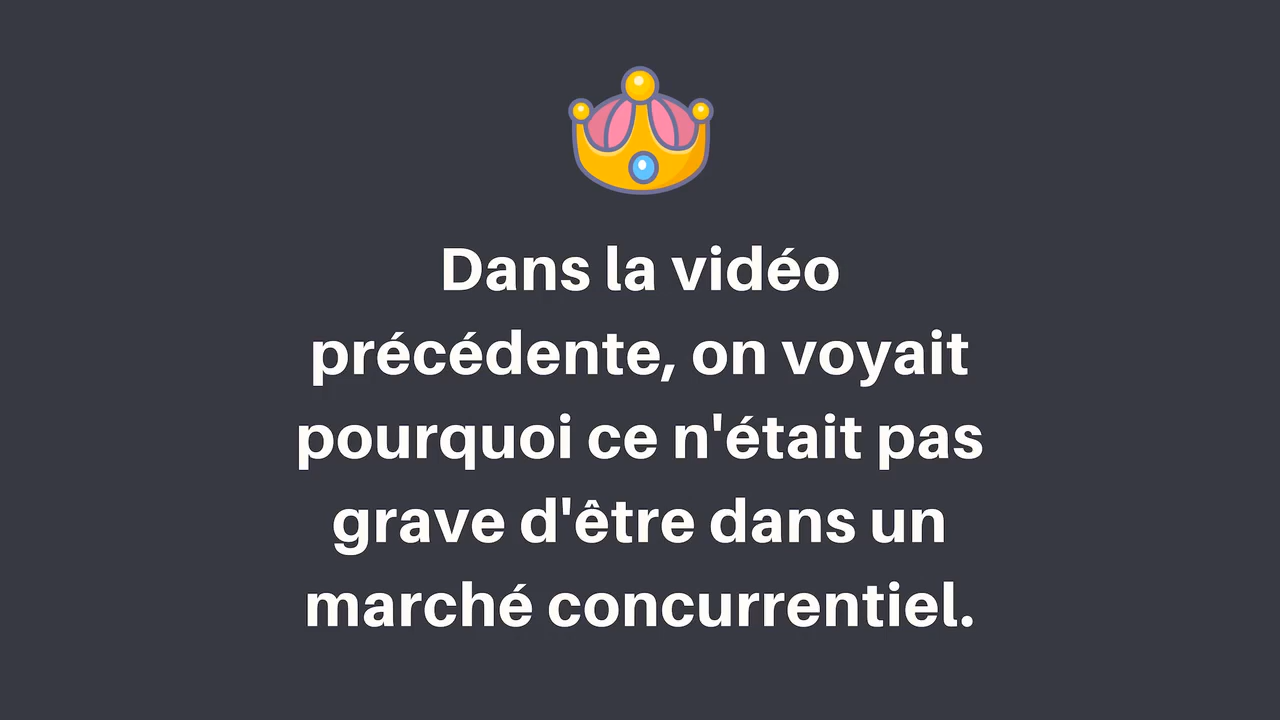 Dans la vidéo
précédente, on voyait
pourquoi ce n'était pas
grave d'être dans un
marché concurrentiel.